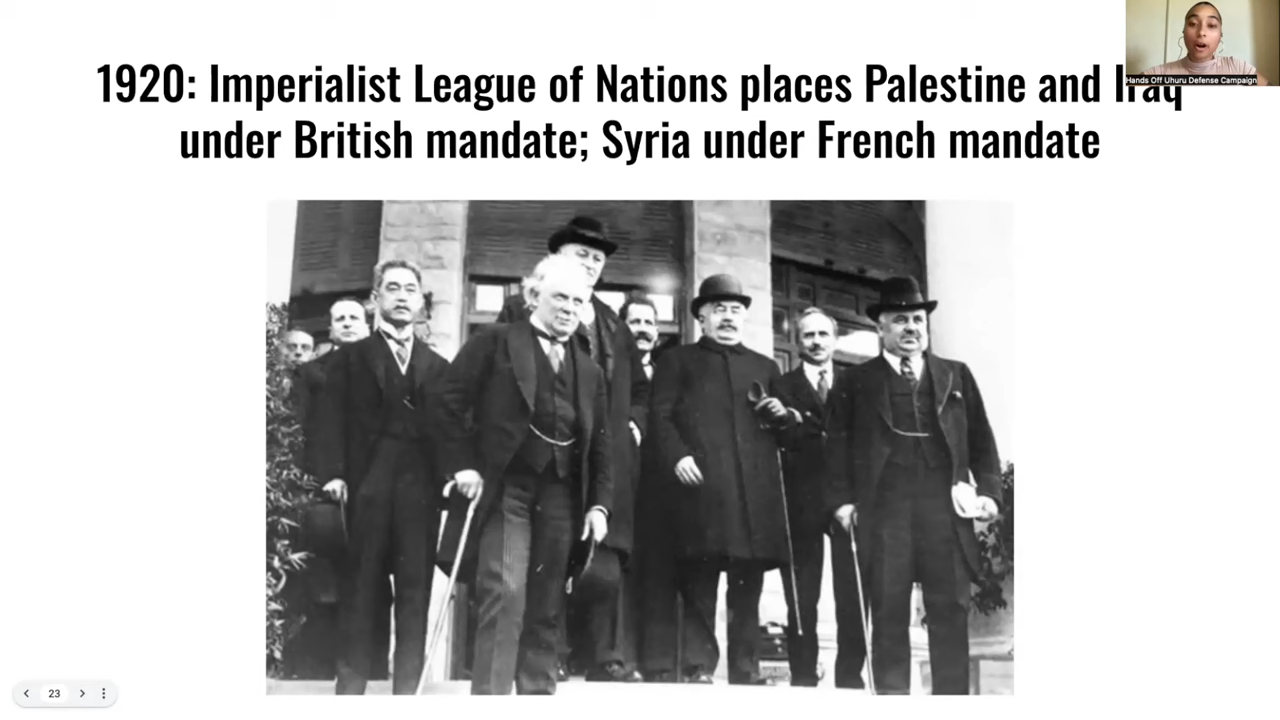 1920: Imperialist League of Nations places Palestine and Iraq
under British mandate; Syria under French mandate
Hands Off Uhuru Defense Campaign
23